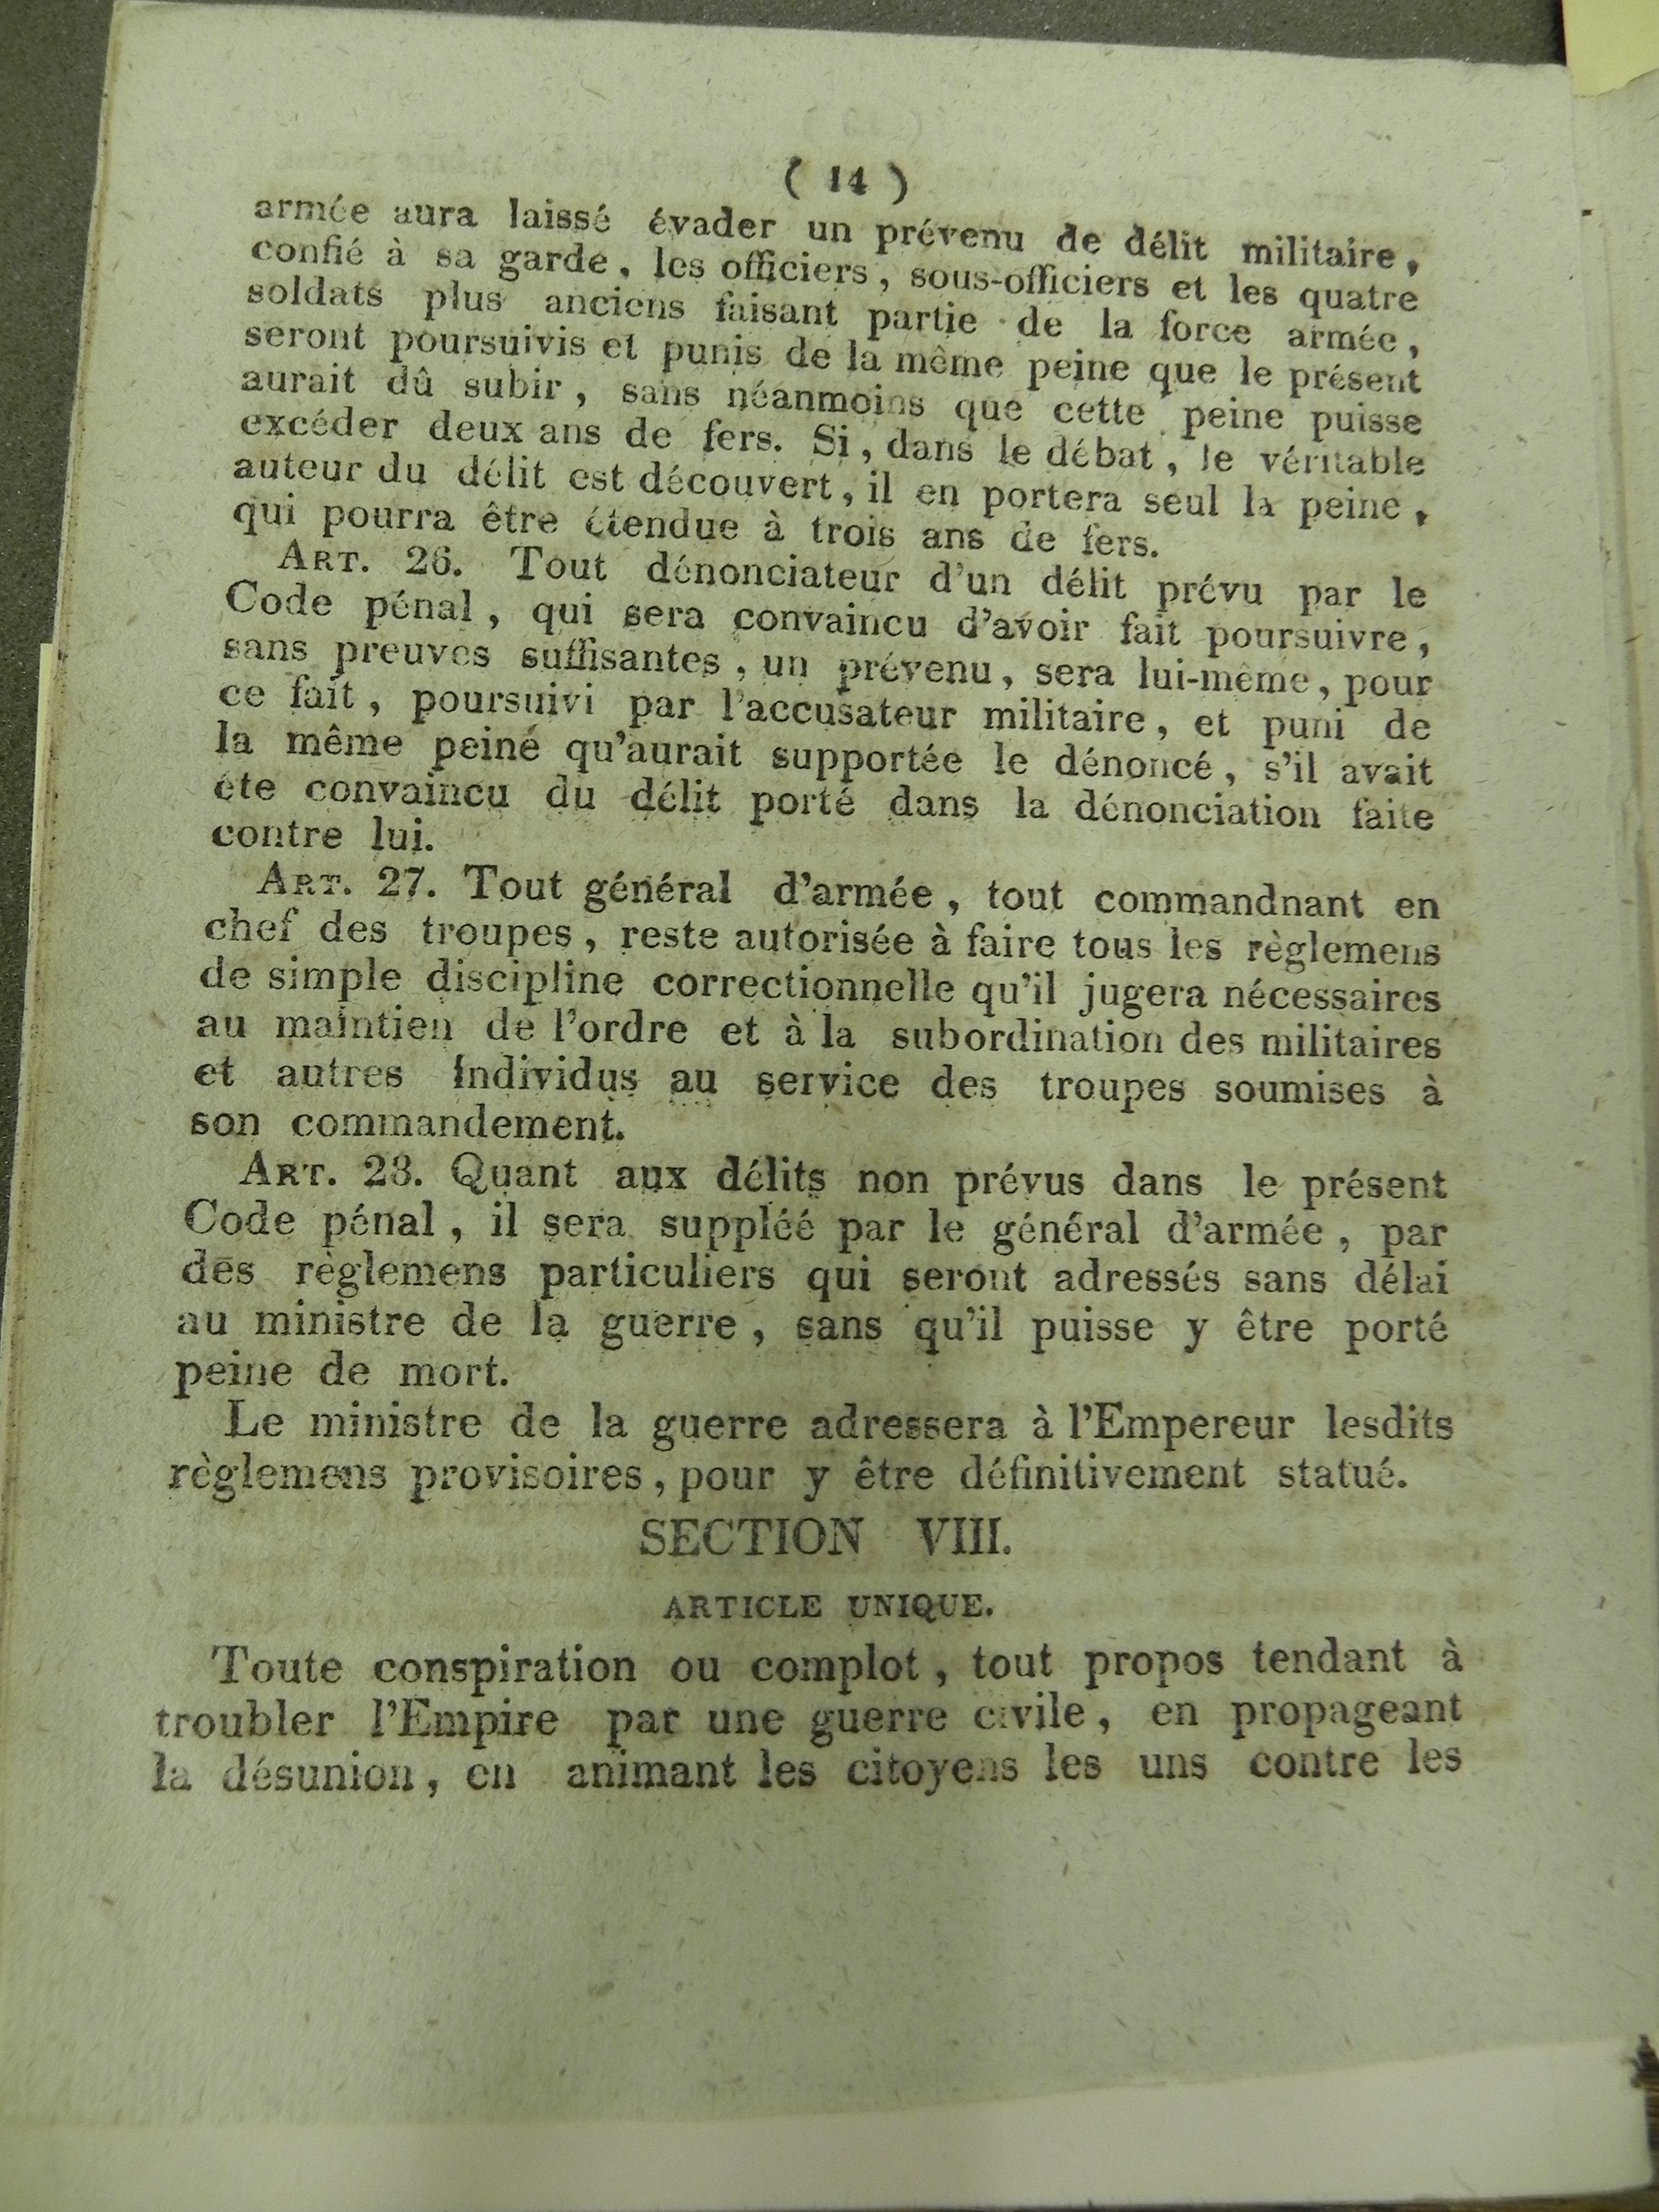 ( 14 )
armée aura laissé évader un prévenu de délit militaire,
confié à sa garde, les officiers, sous-officiers et les quatre
soldats plus anciens faisant partie de la force armée,
seront poursuivis et punis de la même peine que le présent
aurait dû subir, sans néanmoins que cette peine puisse
excéder deux ans de fers. Si, dans le débat, le véritable
auteur du délit est découvert, il en portera seul la peine,
qui pourra être étendue à trois ans de fers.
ART. 26. Tout dénonciateur d'un délit prévu par le
Code pénal, qui sera convaincu d'avoir fait poursuivre,
sans preuves suffisantes, un prévenu, sera lui-même, pour
ce fait, poursuivi par l'accusateur militaire, et puni de
la même peine qu'aurait supportée le dénoncé, s'il avait
éte convaincu du délit porté dans la dénonciation faite
contre lui.
ART. 27. Tout général d'armée, tout commandnant en
chef des troupes, reste autorisée à faire tous les règlemens
de simple discipline correctionnelle qu'il jugera nécessaires
au maintien de l'ordre et à la subordination des militaires
et autres individus au service des troupes soumises à
son commandement.
ART. 28. Quant aux délits non prévus dans le présent
Code pénal, il sera suppléé par le général d'armée, par
des règlemens particuliers qui seront adressés sans délai
au ministre de la guerre, sans qu'il puisse y être porté
peine de mort.
Le ministre de la guerre adressera à l'Empereur lesdits
règlemens provisoires, pour y être définitivement statué.
SECTION VIII.
ARTICLE UNIQUE.
Toute conspiration ou complot, tout propos tendant à
troubler l'Empire par une guerre civile, en propageant
la désunion, en animant les citoyens les uns contre les